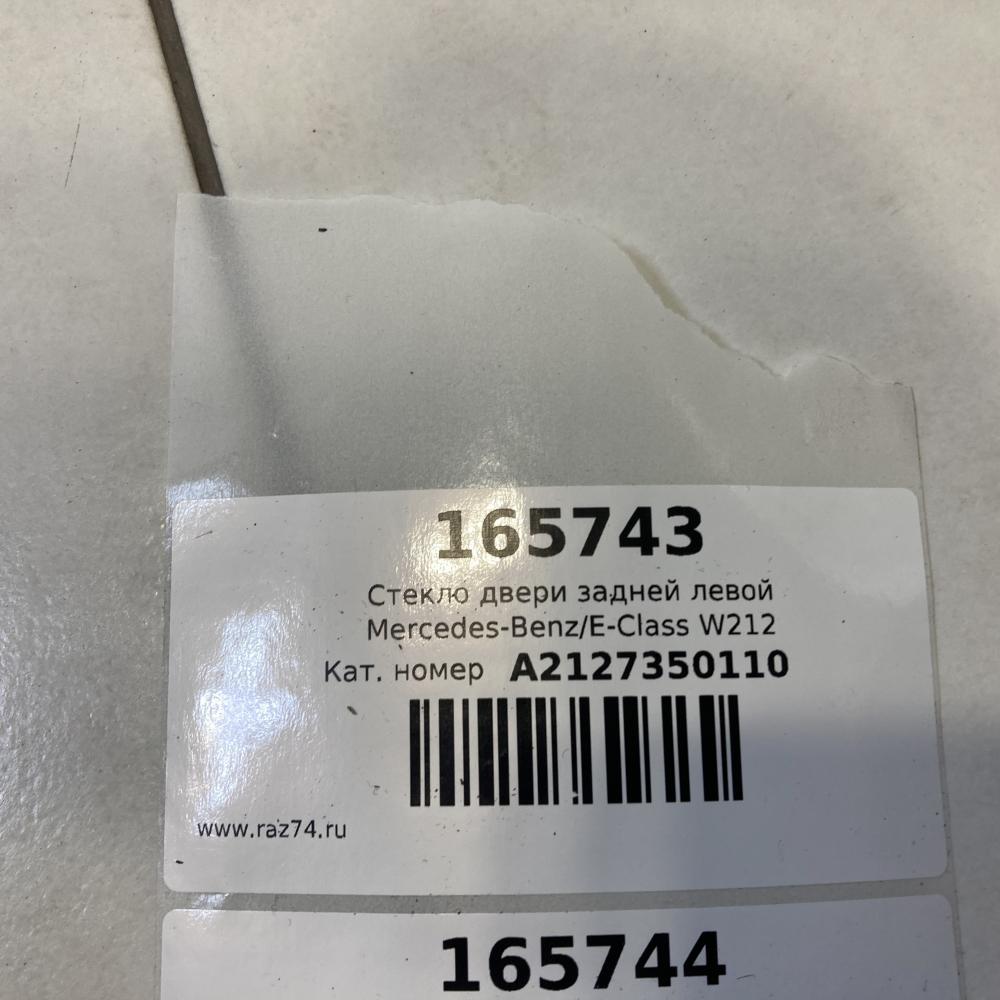 165743
Стекло двери задней левой
Mercedes-Benz/E-Class W212
Кат. номер A2127350110
www.raz74.ru
165744